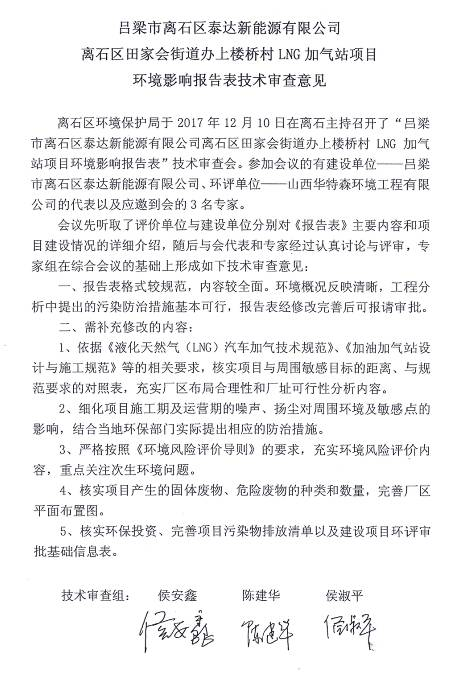 吕梁市离石区泰达新能源有限公司
离石区田家会街道办上楼桥村 LNG 加气站项目
环境影响报告表技术审查意见
离石区环境保护局于 2017 年 12 月 10 日在离石主持召开了“吕梁
市离石区泰达新能源有限公司离石区田家会街道办上楼桥村 LNG 加气
站项目环境影响报告表”技术审查会。参加会议的有建设单位——吕梁
市离石区泰达新能源有限公司、环评单位——山西华特森环境工程有限
公司的代表以及应邀到会的 3 名专家。
会议先听取了评价单位与建设单位分别对《报告表》主要内容和项
目建设情况的详细介绍，随后与会代表和专家经过认真讨论与评审，专
家组在综合会议的基础上形成如下技术审查意见：
一、报告表格式较规范，内容较全面。环境概况反映清晰，工程分
析中提出的污染防治措施基本可行，报告表经修改完善后可报请审批。
二、需补充修改的内容：
1、依据《液化天然气（LNG）汽车加气技术规范》、《加油加气站设
计与施工规范》等的相关要求，核实项目与周围敏感目标的距离、与规
范要求的对照表，充实厂区布局合理性和厂址可行性分析内容。
2、细化项目施工期及运营期的噪声、扬尘对周围环境及敏感点的
影响，结合当地环保部门实际提出相应的防治措施。
3、严格按照《环境风险评价导则》的要求，充实环境风险评价内
容，重点关注次生环境问题。
4、核实项目产生的固体废物、危险废物的种类和数量，完善厂区
平面布置图。
5、核实环保投资、完善项目污染物排放清单以及建设项目环评审
批基础信息表。
技术审查组： 侯安鑫 陈建华 侯淑平
侯安鑫 陈建华 侯淑平